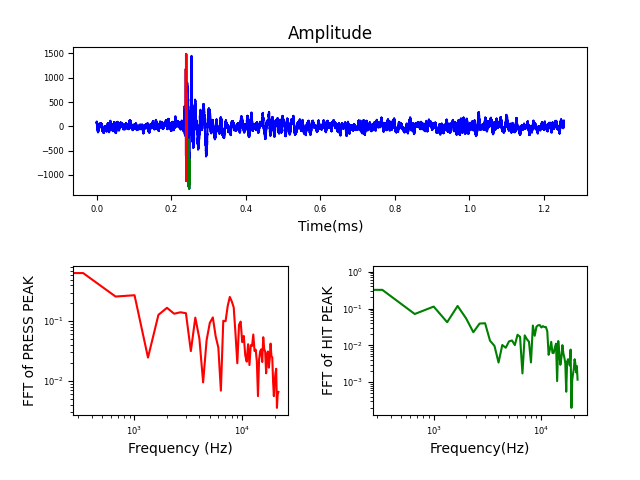 Amplitude
1500
1000
500
0
−500
−1000
0.0 0.2 0.4 0.6 0.8 1.0 1.2
Time(ms)
FFT of PRESS PEAK
10⁻¹
10⁻²
10³ 10⁴
Frequency (Hz)
FFT of HIT PEAK
10⁰
10⁻¹
10⁻²
10⁻³
10³ 10⁴
Frequency(Hz)